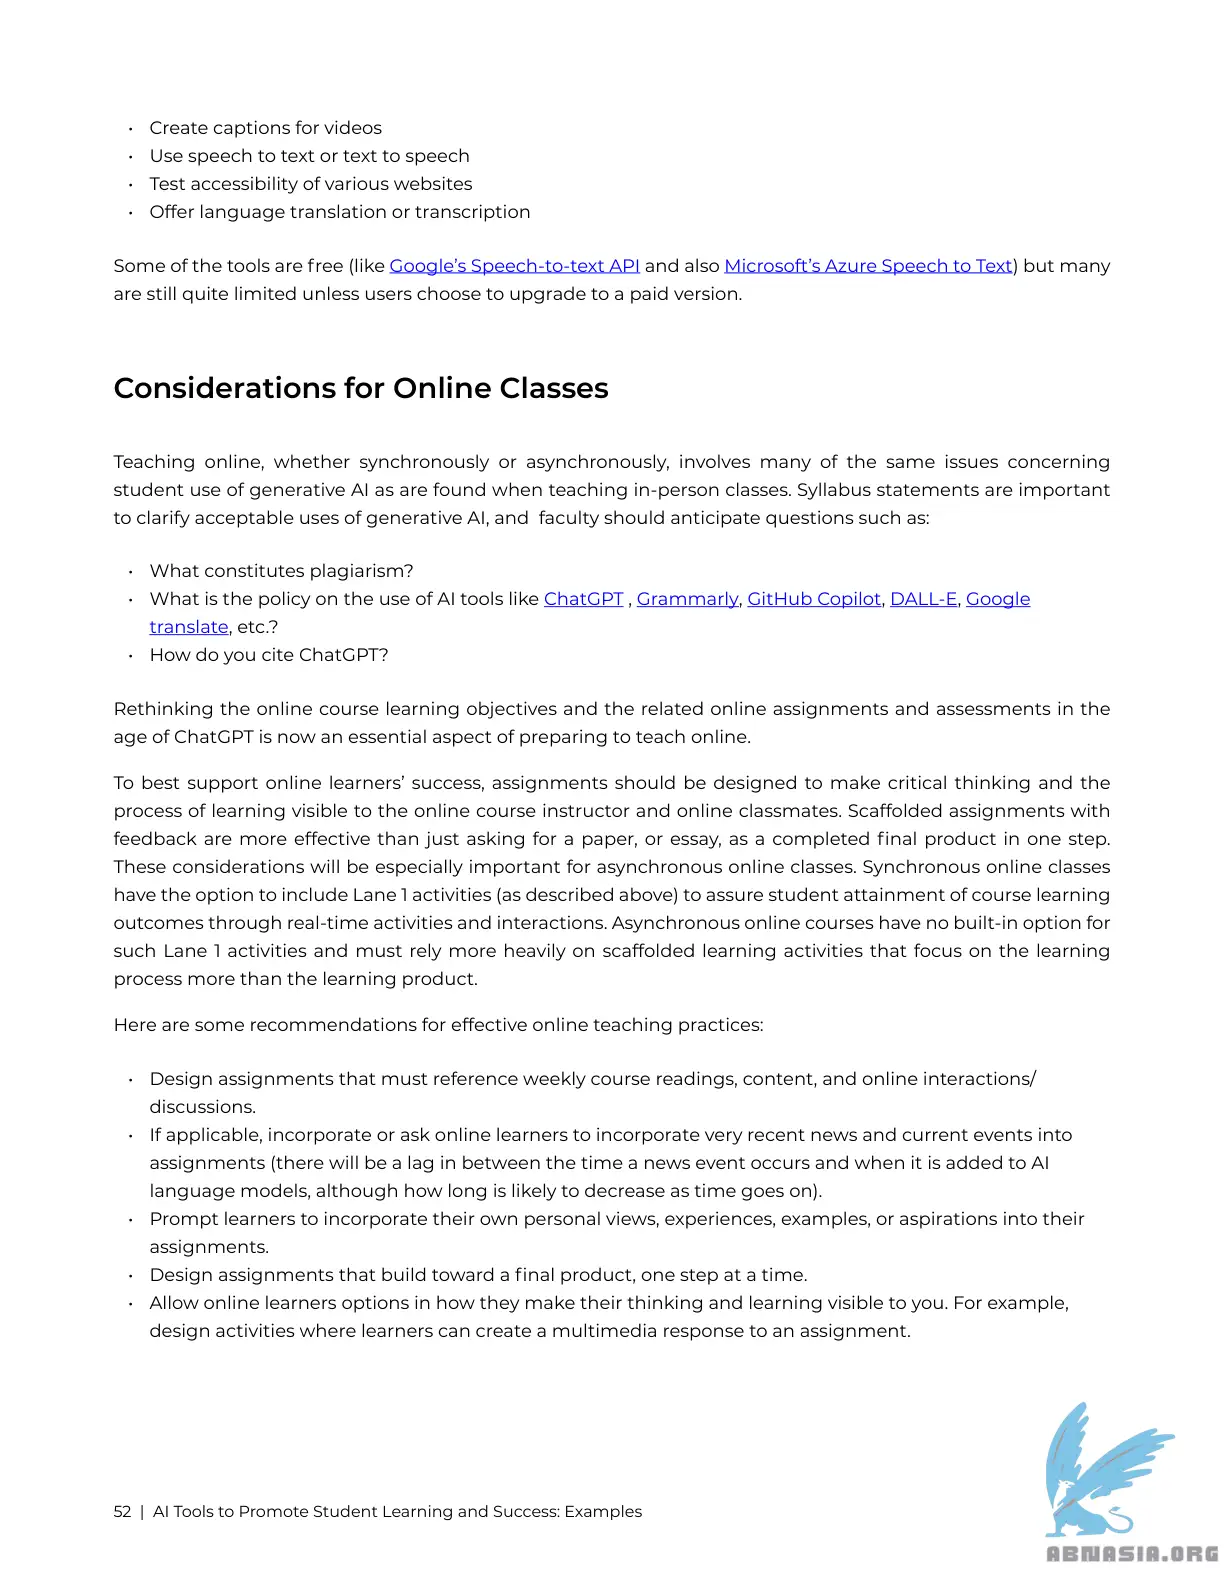 • Create captions for videos
• Use speech to text or text to speech
• Test accessibility of various websites
• Offer language translation or transcription
Some of the tools are free (like Google’s Speech-to-text API and also Microsoft’s Azure Speech to Text) but many
are still quite limited unless users choose to upgrade to a paid version.
Considerations for Online Classes
Teaching online, whether synchronously or asynchronously, involves many of the same issues concerning
student use of generative AI as are found when teaching in-person classes. Syllabus statements are important
to clarify acceptable uses of generative AI, and  faculty should anticipate questions such as:
• What constitutes plagiarism?
• What is the policy on the use of AI tools like ChatGPT , Grammarly, GitHub Copilot, DALL-E, Google
translate, etc.?
• How do you cite ChatGPT?
Rethinking the online course learning objectives and the related online assignments and assessments in the
age of ChatGPT is now an essential aspect of preparing to teach online.
To best support online learners’ success, assignments should be designed to make critical thinking and the
process of learning visible to the online course instructor and online classmates. Scaffolded assignments with
feedback are more effective than just asking for a paper, or essay, as a completed final product in one step.
These considerations will be especially important for asynchronous online classes. Synchronous online classes
have the option to include Lane 1 activities (as described above) to assure student attainment of course learning
outcomes through real-time activities and interactions. Asynchronous online courses have no built-in option for
such Lane 1 activities and must rely more heavily on scaffolded learning activities that focus on the learning
process more than the learning product.
Here are some recommendations for effective online teaching practices:
• Design assignments that must reference weekly course readings, content, and online interactions/
discussions.
• If applicable, incorporate or ask online learners to incorporate very recent news and current events into
assignments (there will be a lag in between the time a news event occurs and when it is added to AI
language models, although how long is likely to decrease as time goes on).
• Prompt learners to incorporate their own personal views, experiences, examples, or aspirations into their
assignments.
• Design assignments that build toward a final product, one step at a time.
• Allow online learners options in how they make their thinking and learning visible to you. For example,
design activities where learners can create a multimedia response to an assignment.
52 | AI Tools to Promote Student Learning and Success: Examples
ABNASIA.ORG